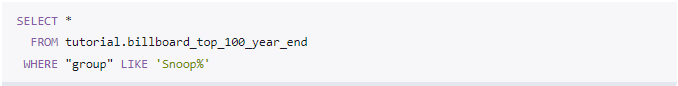 SELECT *
FROM tutorial.billboard_top_100_year_end
WHERE "group" LIKE 'Snoop%'